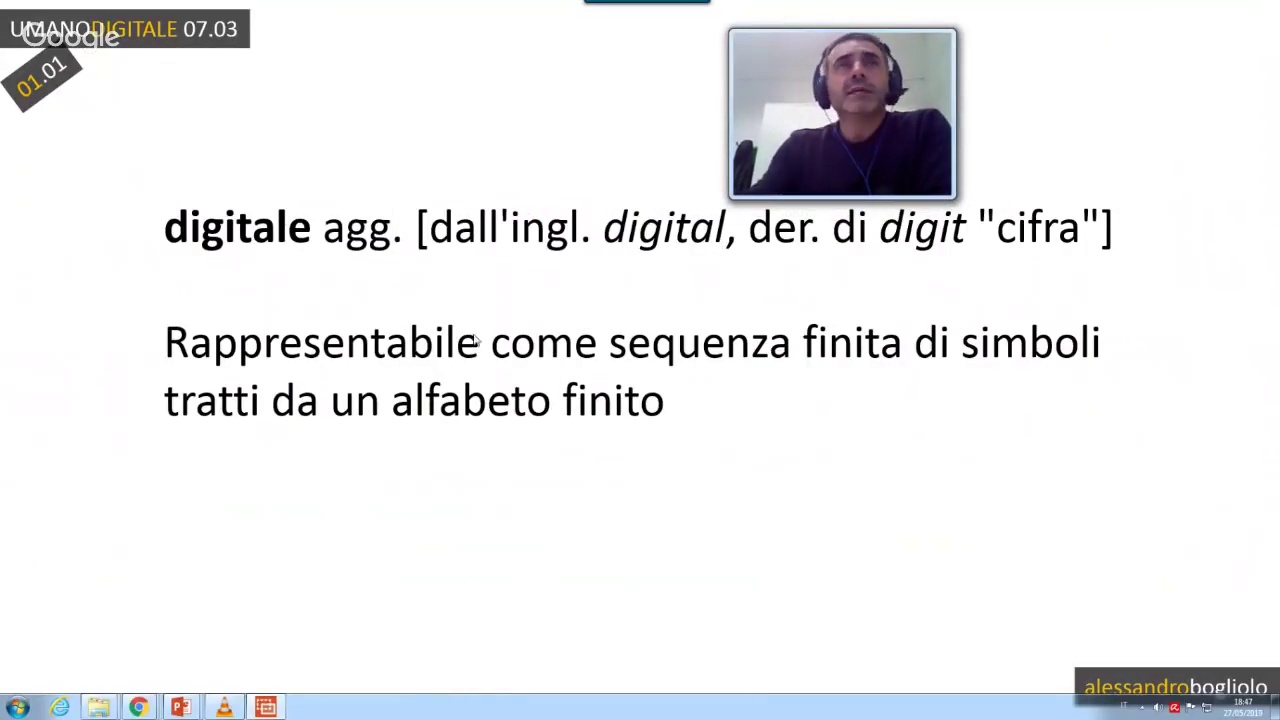 UMANODIGITALE 07.03
Google
01.01
digitale agg. [dall'ingl. digital, der. di digit "cifra"]
Rappresentabile come sequenza finita di simboli
tratti da un alfabeto finito
alessandrobogliolo
IT
18:47
27/05/2019